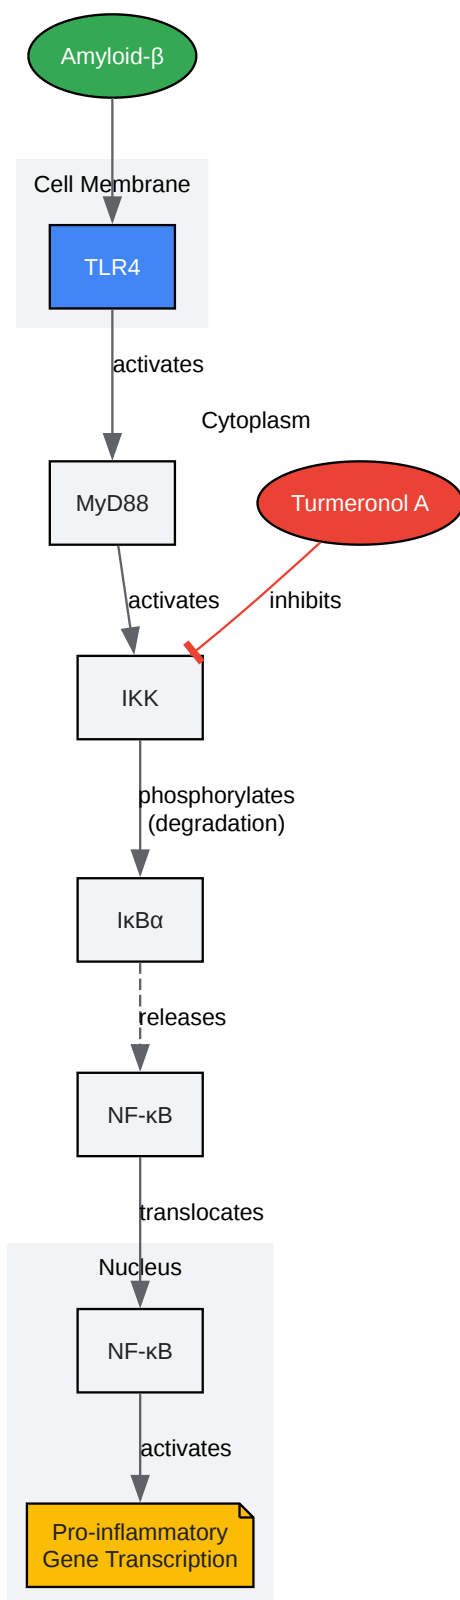 Amyloid-β
Cell Membrane
TLR4
activates
Cytoplasm
MyD88
Turmeronol A
activates
inhibits
IKK
phosphorylates
(degradation)
IκBα
releases
NF-κB
translocates
Nucleus
NF-κB
activates
Pro-inflammatory
Gene Transcription